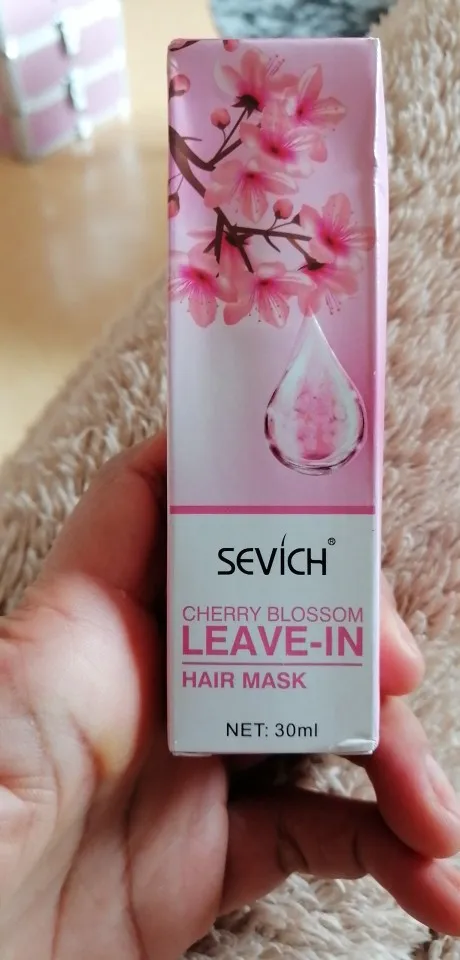 SEVICH®
CHERRY BLOSSOM
LEAVE-IN
HAIR MASK
NET: 30ml